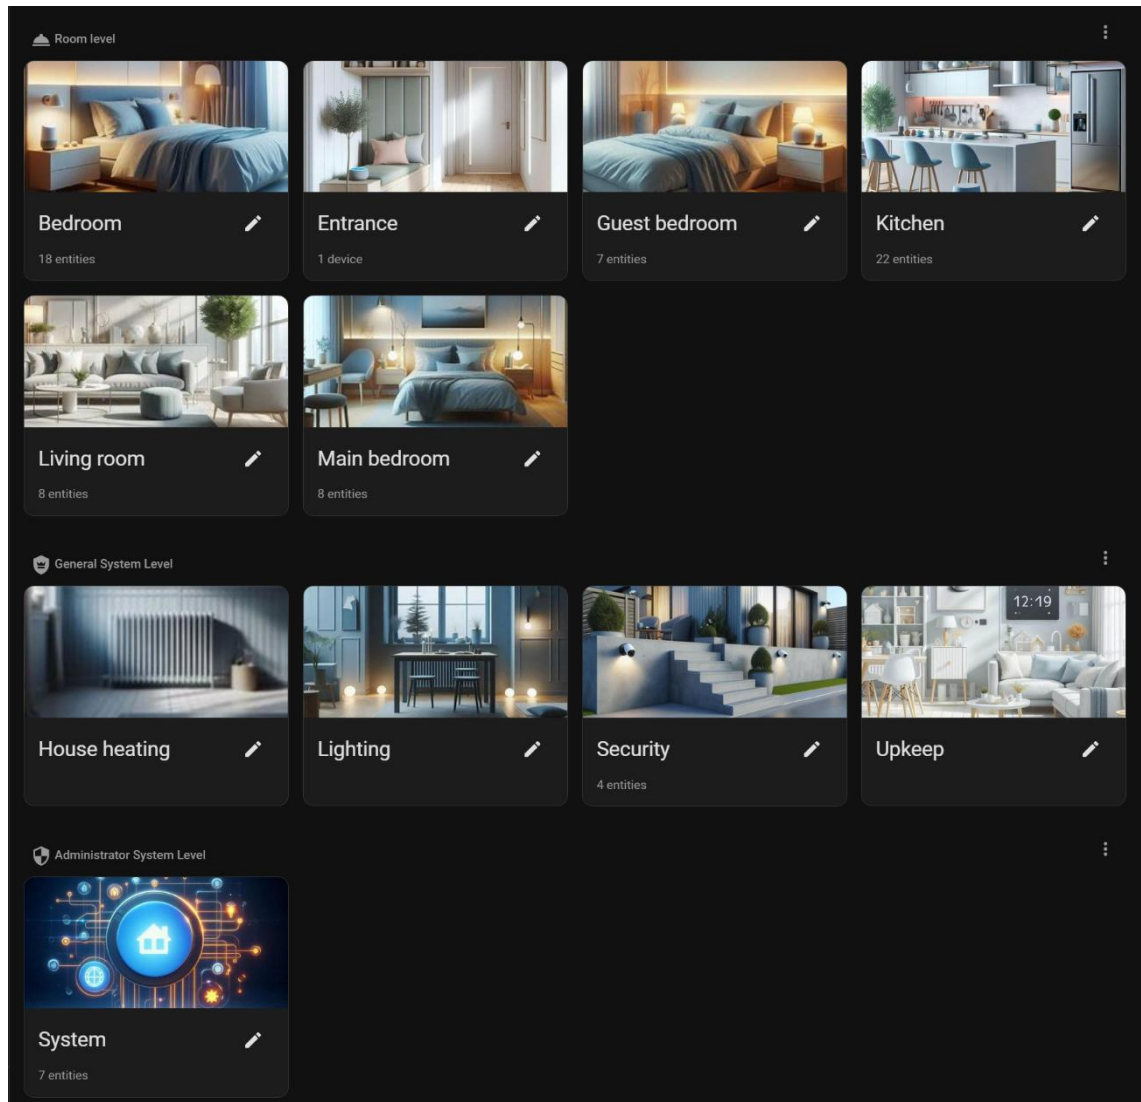 Room level
Bedroom
18 entities
Entrance
1 device
Guest bedroom
7 entities
Kitchen
22 entities
Living room
8 entities
Main bedroom
8 entities
General System Level
House heating
Lighting
12:19
Security
4 entities
Upkeep
Administrator System Level
System
7 entities